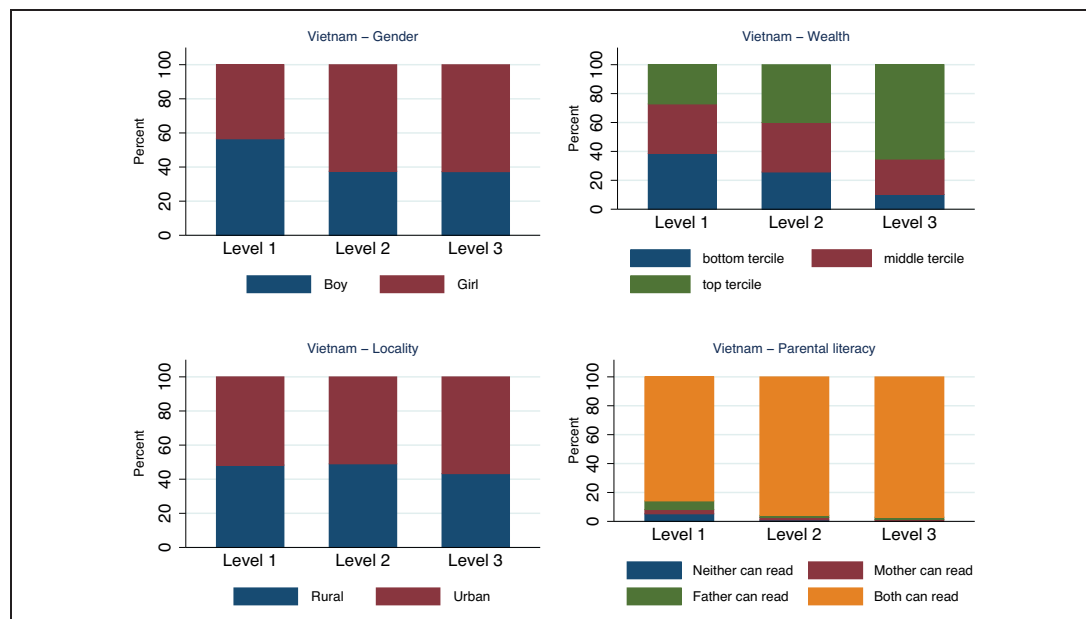 Vietnam – Gender
Percent
0 20 40 60 80 100
Level 1 Level 2 Level 3
Boy Girl
Vietnam – Wealth
Percent
0 20 40 60 80 100
Level 1 Level 2 Level 3
bottom tercile middle tercile
top tercile
Vietnam – Locality
Percent
0 20 40 60 80 100
Level 1 Level 2 Level 3
Rural Urban
Vietnam – Parental literacy
Percent
0 20 40 60 80 100
Level 1 Level 2 Level 3
Neither can read Mother can read
Father can read Both can read